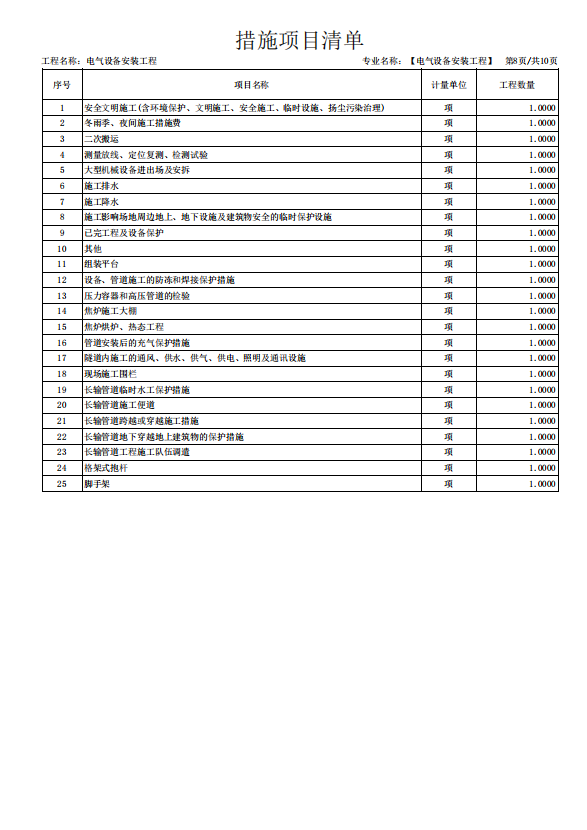 措施项目清单
工程名称：电气设备安装工程 专业名称：【电气设备安装工程】 第8页/共10页
序号 项目名称 计量单位 工程数量
1 安全文明施工(含环境保护、文明施工、安全施工、临时设施、扬尘污染治理) 项 1.0000
2 冬雨季、夜间施工措施费 项 1.0000
3 二次搬运 项 1.0000
4 测量放线、定位复测、检测试验 项 1.0000
5 大型机械设备进出场及安拆 项 1.0000
6 施工排水 项 1.0000
7 施工降水 项 1.0000
8 施工影响场地周边地上、地下设施及建筑物安全的临时保护设施 项 1.0000
9 已完工程及设备保护 项 1.0000
10 其他 项 1.0000
11 组装平台 项 1.0000
12 设备、管道施工的防冻和焊接保护措施 项 1.0000
13 压力容器和高压管道的检验 项 1.0000
14 焦炉施工大棚 项 1.0000
15 焦炉烘炉、热态工程 项 1.0000
16 管道安装后的充气保护措施 项 1.0000
17 隧道内施工的通风、供水、供气、供电、照明及通讯设施 项 1.0000
18 现场施工围栏 项 1.0000
19 长输管道临时水工保护措施 项 1.0000
20 长输管道施工便道 项 1.0000
21 长输管道跨越或穿越施工措施 项 1.0000
22 长输管道地下穿越地上建筑物的保护措施 项 1.0000
23 长输管道工程施工队伍调遣 项 1.0000
24 格架式抱杆 项 1.0000
25 脚手架 项 1.0000